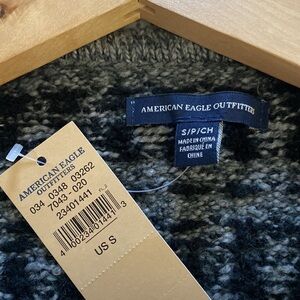 AMERICAN EAGLE OUTFITTERS
S/P/CH
MADE IN CHINA
FABRIQUÉ EN
CHINE
AMERICAN EAGLE
OUTFITTERS
034 0348 03262
7043-020
23401441
US S